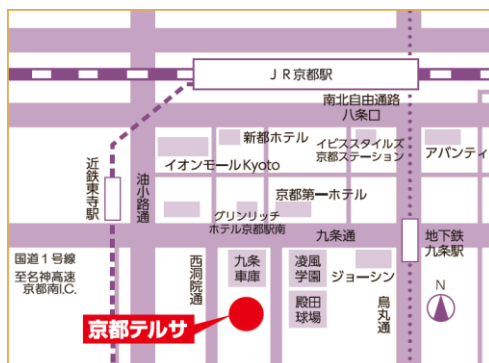 JR京都駅
南北自由通路
八条口
新都ホテル
イビススタイルズ
京都ステーション
アバンティ
イオンモールKyoto
近鉄東寺駅
油小路通
京都第一ホテル
グリンリッチ
ホテル京都駅南
九条通
地下鉄
九条駅
国道1号線
至名神高速
京都南I.C.
西洞院通
九条
車庫
凌風
学園
ジョーシン
烏丸通
N
殿田
球場
京都テルサ